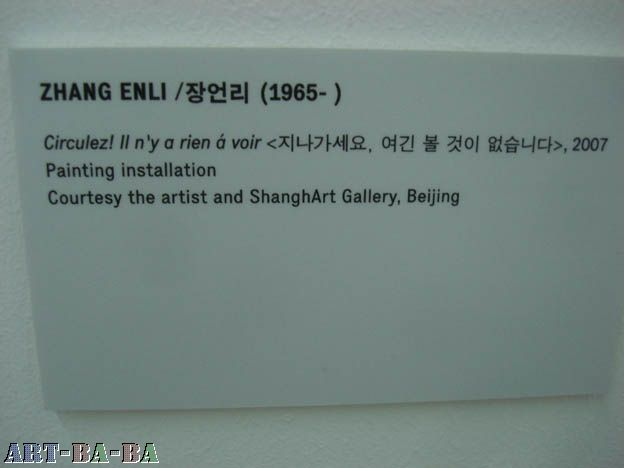 ZHANG ENLI /장언리 (1965- )
Circulez! Il n'y a rien á voir <지나가세요, 여긴 볼 것이 없습니다>, 2007
Painting installation
Courtesy the artist and ShanghArt Gallery, Beijing
ART-BA-BA